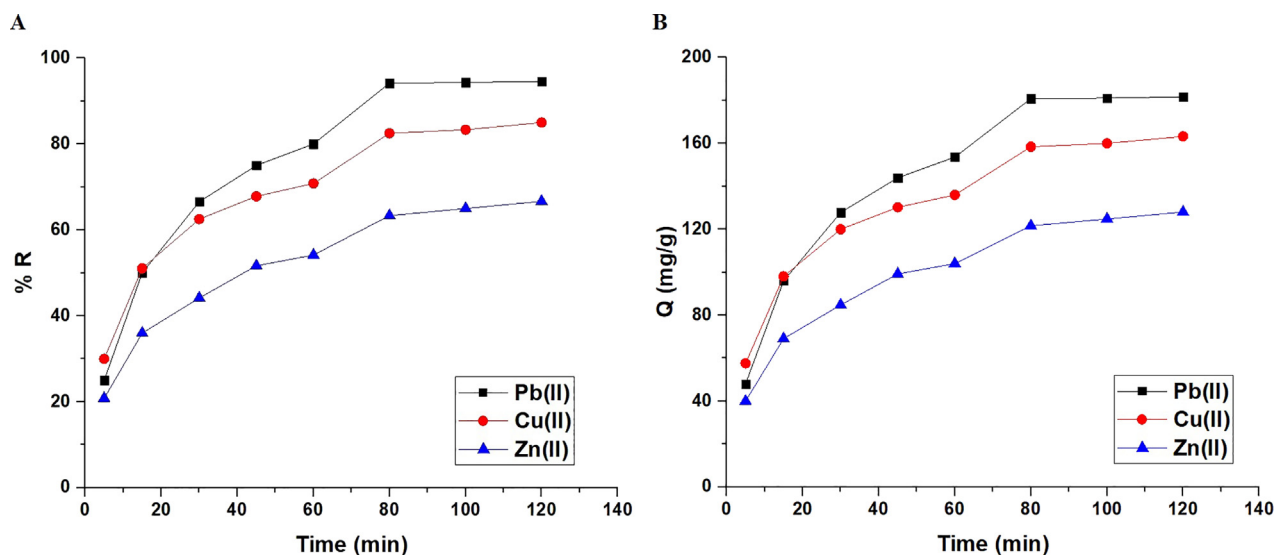 A
100
80
60
40
20
0
% R
0 20 40 60 80 100 120 140
Time (min)
Pb(II)
Cu(II)
Zn(II)
B
200
160
120
80
40
0
Q (mg/g)
0 20 40 60 80 100 120 140
Time (min)
Pb(II)
Cu(II)
Zn(II)